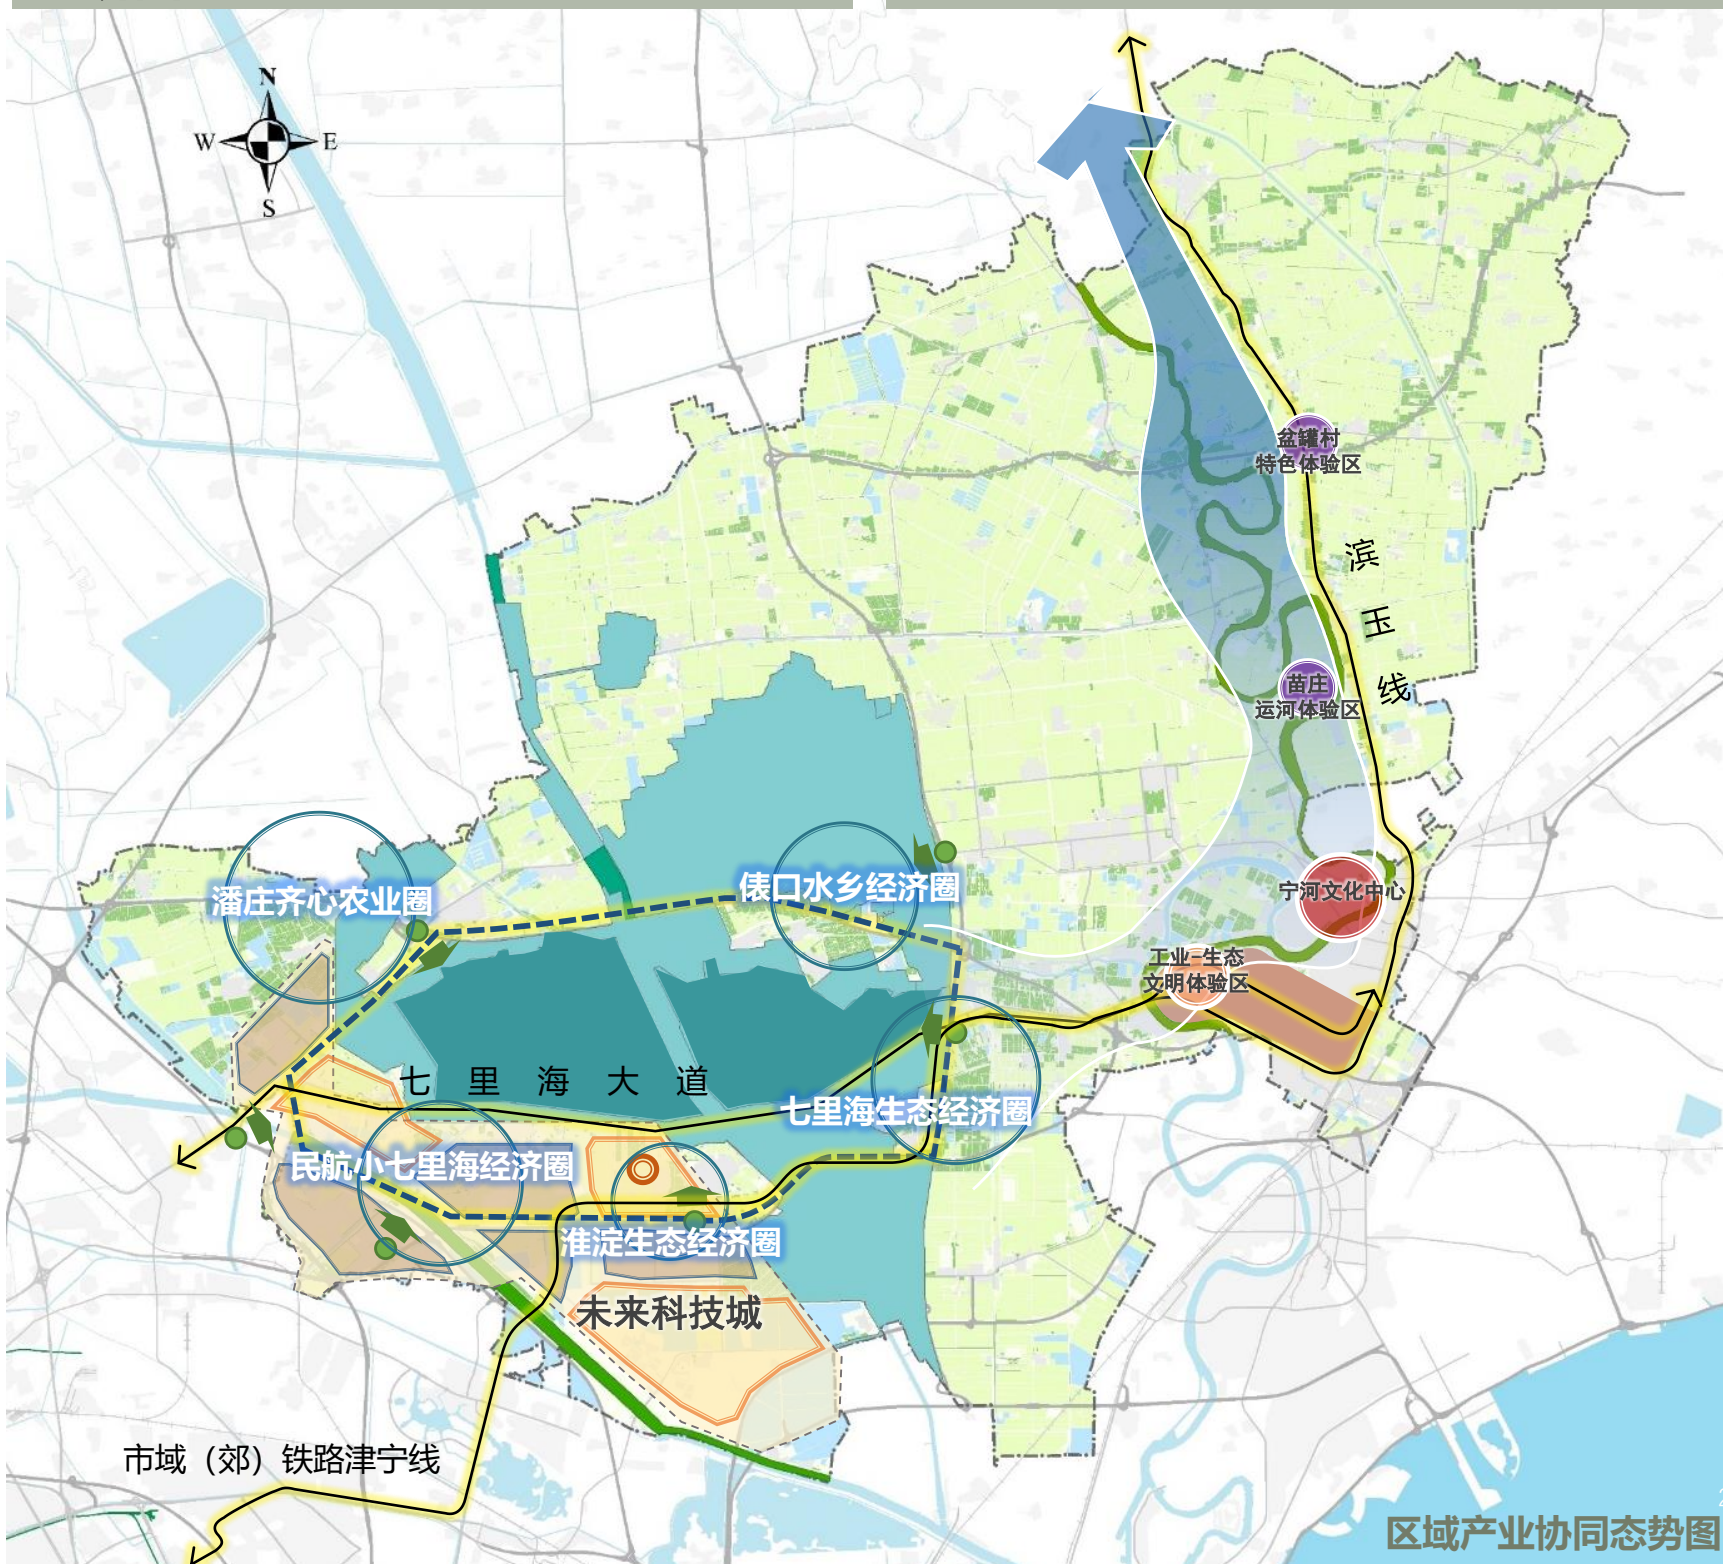 N
W
E
S
盆罐村
特色体验区
滨
玉
线
苗庄
运河体验区
潘庄齐心农业圈
俵口水乡经济圈
宁河文化中心
工业-生态
文明体验区
七里海大道
七里海生态经济圈
民航小七里海经济圈
淮淀生态经济圈
未来科技城
市域（郊）铁路津宁线
区域产业协同态势图